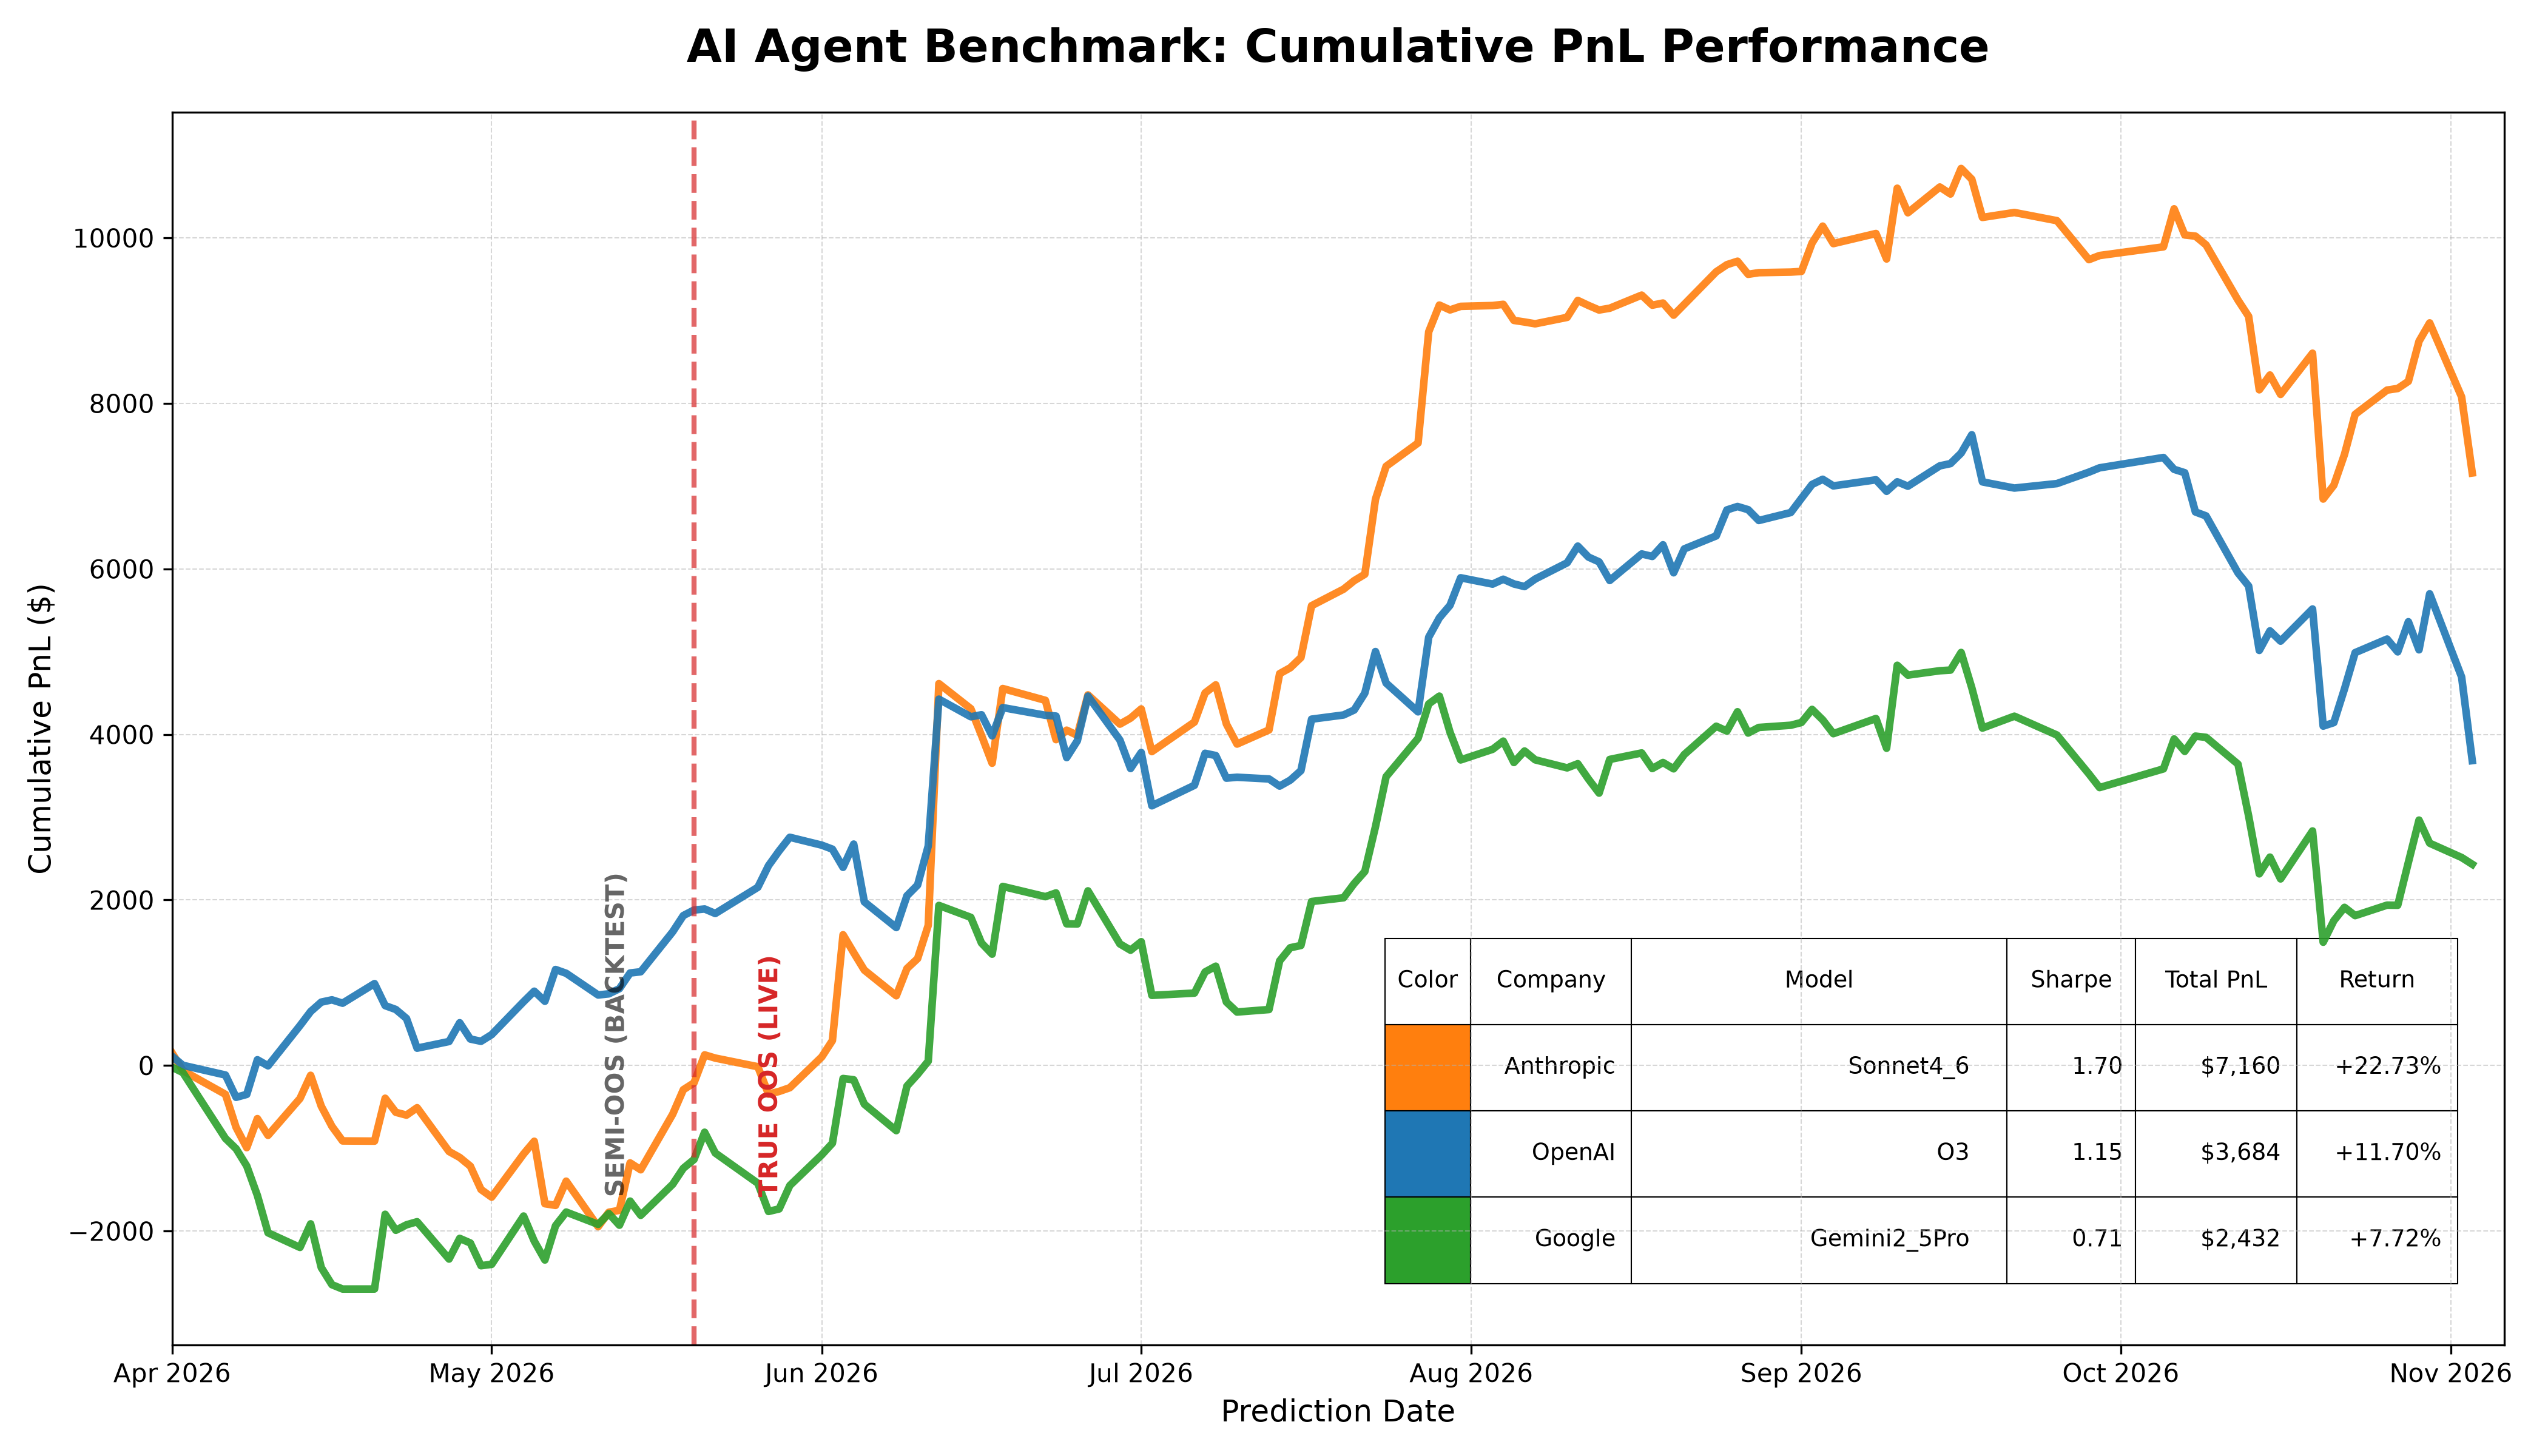 AI Agent Benchmark: Cumulative PnL Performance
Cumulative PnL ($)
10000
8000
6000
4000
2000
0
−2000
SEMI-OOS (BACKTEST)
TRUE OOS (LIVE)
Color Company Model Sharpe Total PnL Return
Anthropic Sonnet4_6 1.70 $7,160 +22.73%
OpenAI O3 1.15 $3,684 +11.70%
Google Gemini2_5Pro 0.71 $2,432 +7.72%
Apr 2026 May 2026 Jun 2026 Jul 2026 Aug 2026 Sep 2026 Oct 2026 Nov 2026
Prediction Date